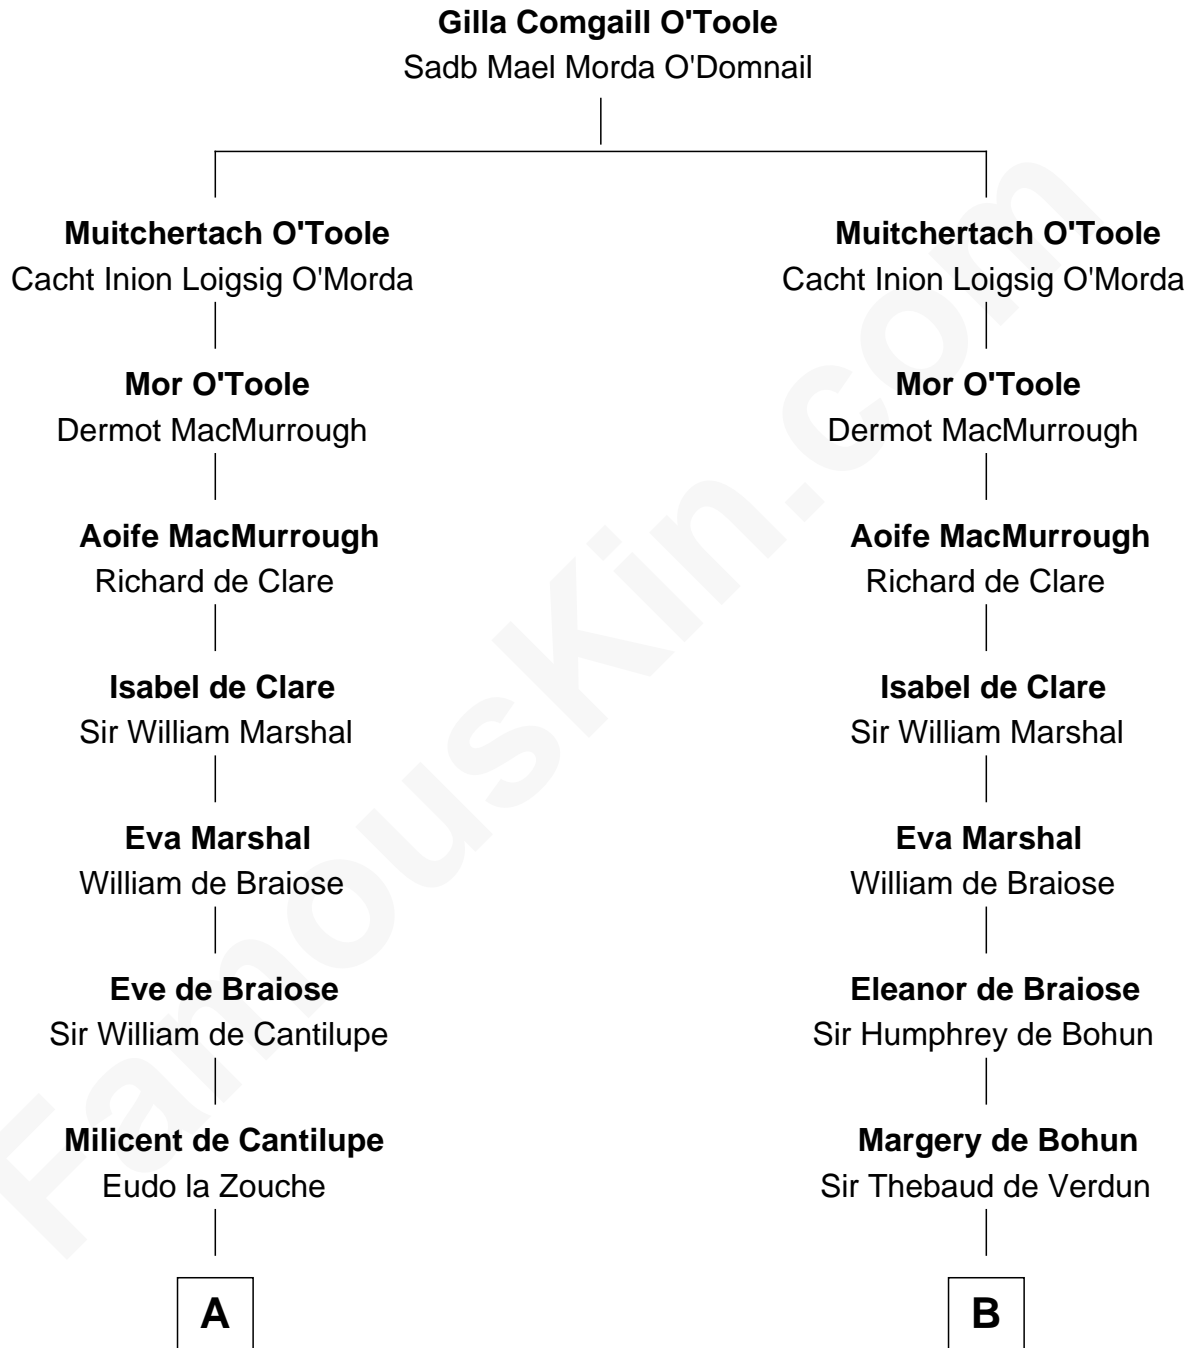 Gilla Comgaill O'Toole
Sadb Mael Morda O'Domnail
Muitchertach O'Toole
Cacht Inion Loigsig O'Morda
Mor O'Toole
Dermot MacMurrough
Aoife MacMurrough
Richard de Clare
Isabel de Clare
Sir William Marshal
Eva Marshal
William de Braiose
Eve de Braiose
Sir William de Cantilupe
Milicent de Cantilupe
Eudo la Zouche
A
Muitchertach O'Toole
Cacht Inion Loigsig O'Morda
Mor O'Toole
Dermot MacMurrough
Aoife MacMurrough
Richard de Clare
Isabel de Clare
Sir William Marshal
Eva Marshal
William de Braiose
Eleanor de Braiose
Sir Humphrey de Bohun
Margery de Bohun
Sir Thebaud de Verdun
B
FamousKin.com